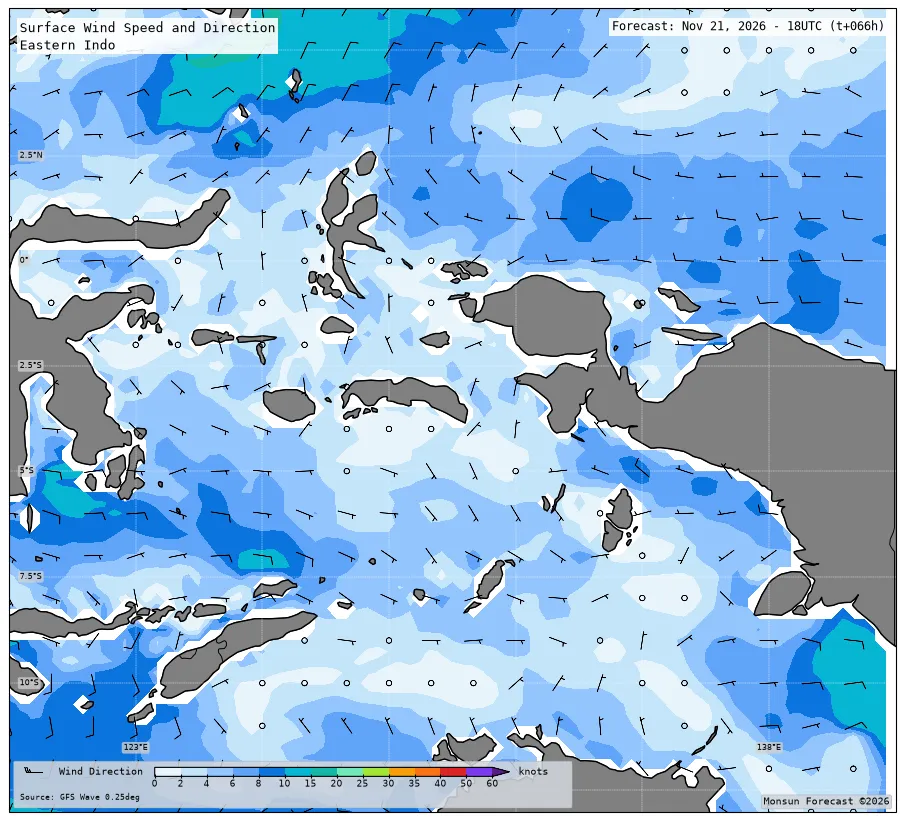 Surface Wind Speed and Direction
Eastern Indo
Forecast: Nov 21, 2026 - 18UTC (t+066h)
2.5°N
0°
2.5°S
5°S
7.5°S
10°S
123°E
138°E
Wind Direction
0 2 4 6 8 10 15 20 25 30 35 40 50 60
knots
Source: GFS Wave 0.25deg
Monsun Forecast ©2026